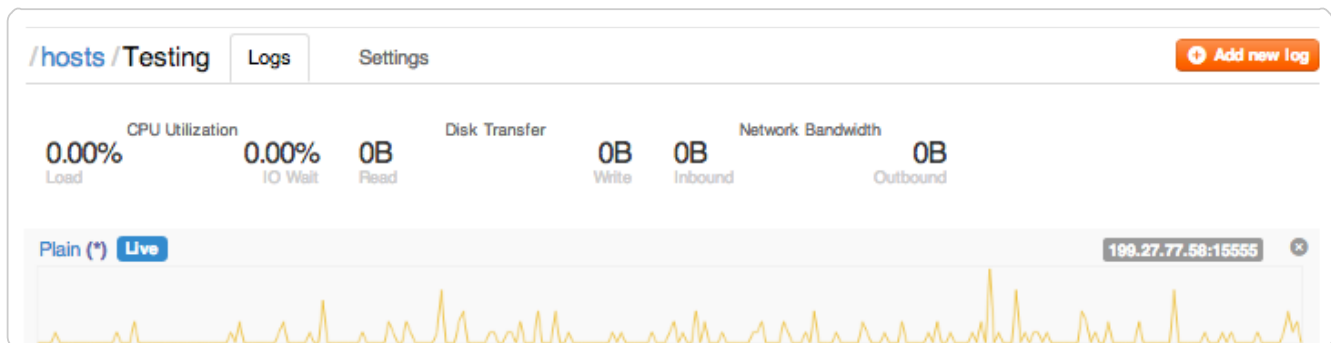 /hosts /Testing Logs Settings Add new log
CPU Utilization Disk Transfer Network Bandwidth
0.00% 0.00% 0B 0B 0B 0B
Load IO Wait Read Write Inbound Outbound
Plain (*) Live 199.27.77.58:15555